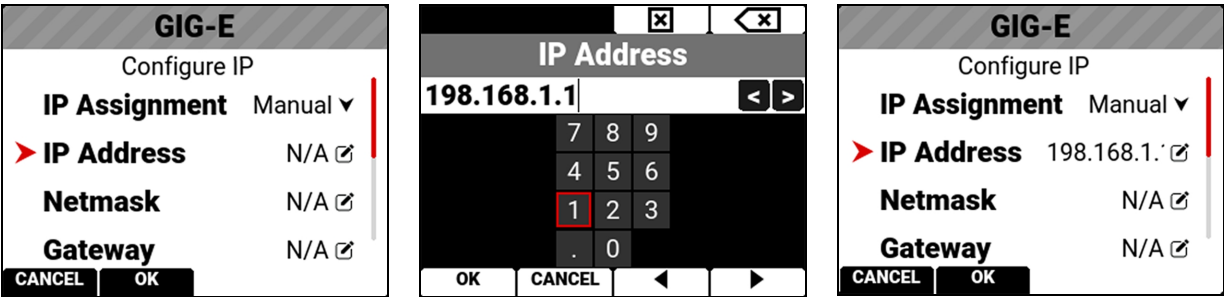 GIG-E
Configure IP
IP Assignment Manual
IP Address N/A
Netmask N/A
Gateway N/A
CANCEL OK
IP Address
198.168.1.1 < >
7 8 9
4 5 6
1 2 3
. 0
OK CANCEL
GIG-E
Configure IP
IP Assignment Manual
IP Address 198.168.1.
Netmask N/A
Gateway N/A
CANCEL OK